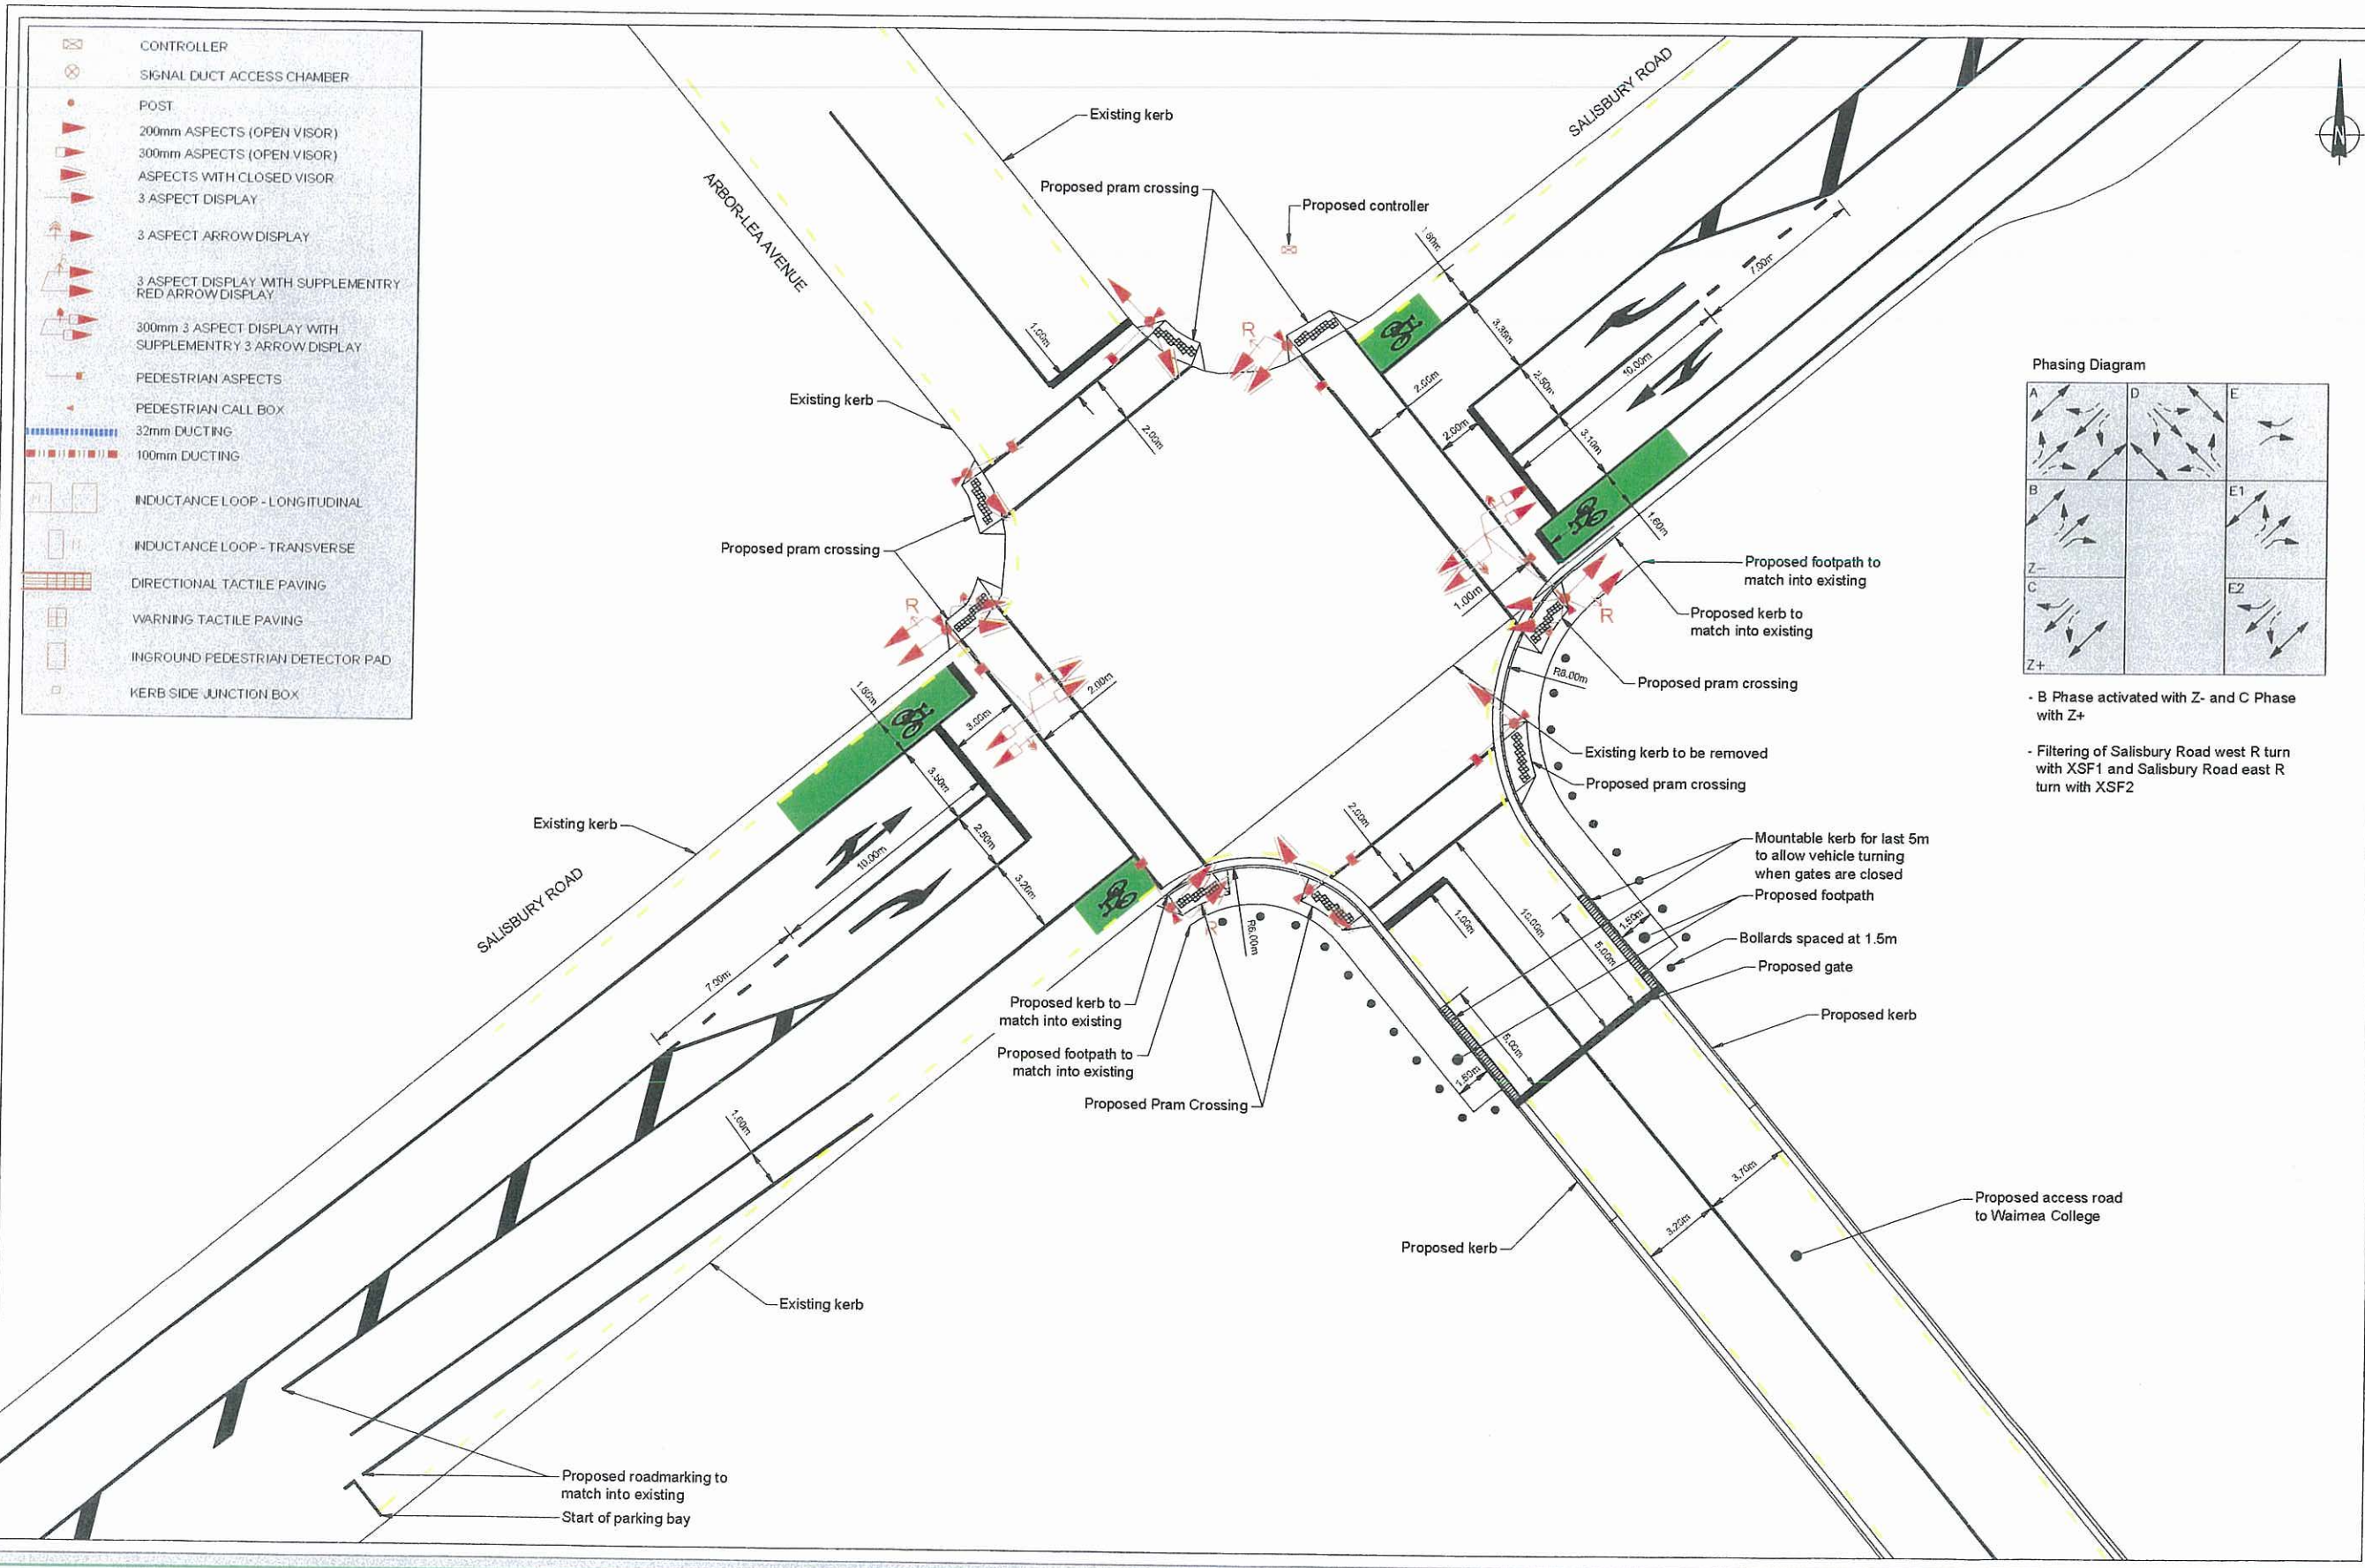 CONTROLLER
SIGNAL DUCT ACCESS CHAMBER
POST
200mm ASPECTS (OPEN VISOR)
300mm ASPECTS (OPEN VISOR)
ASPECTS WITH CLOSED VISOR
3 ASPECT DISPLAY
3 ASPECT ARROW DISPLAY
3 ASPECT DISPLAY WITH SUPPLEMENTRY
RED ARROW DISPLAY
300mm 3 ASPECT DISPLAY WITH
SUPPLEMENTRY 3 ARROW DISPLAY
PEDESTRIAN ASPECTS
PEDESTRIAN CALL BOX
32mm DUCTING
100mm DUCTING
INDUCTANCE LOOP - LONGITUDINAL
INDUCTANCE LOOP - TRANSVERSE
DIRECTIONAL TACTILE PAVING
WARNING TACTILE PAVING
INGROUND PEDESTRIAN DETECTOR PAD
KERB SIDE JUNCTION BOX
ARBOR-LEA AVENUE
Existing kerb
Proposed pram crossing
Proposed controller
SALISBURY ROAD
N
1.60m
7.00m
3.35m
10.00m
2.50m
2.00m
2.00m
3.10m
1.60m
1.00m
R
1.00m
2.00m
Existing kerb
Proposed pram crossing
R
R
Proposed footpath to
match into existing
Proposed kerb to
match into existing
R8.00m
Proposed pram crossing
Existing kerb to be removed
Proposed pram crossing
Mountable kerb for last 5m
to allow vehicle turning
when gates are closed
Proposed footpath
Bollards spaced at 1.5m
Proposed gate
Proposed kerb
Phasing Diagram
A
D
E
B
Z-
E1
C
Z+
E2
- B Phase activated with Z- and C Phase
with Z+
- Filtering of Salisbury Road west R turn
with XSF1 and Salisbury Road east R
turn with XSF2
1.60m
3.00m
2.00m
3.50m
2.50m
10.00m
3.20m
7.00m
Existing kerb
SALISBURY ROAD
2.00m
1.00m
10.00m
1.50m
5.00m
R6.00m
R
5.00m
1.50m
Proposed kerb to
match into existing
Proposed footpath to
match into existing
Proposed Pram Crossing
1.60m
3.70m
3.20m
Proposed access road
to Waimea College
Proposed kerb
Existing kerb
Proposed roadmarking to
match into existing
Start of parking bay